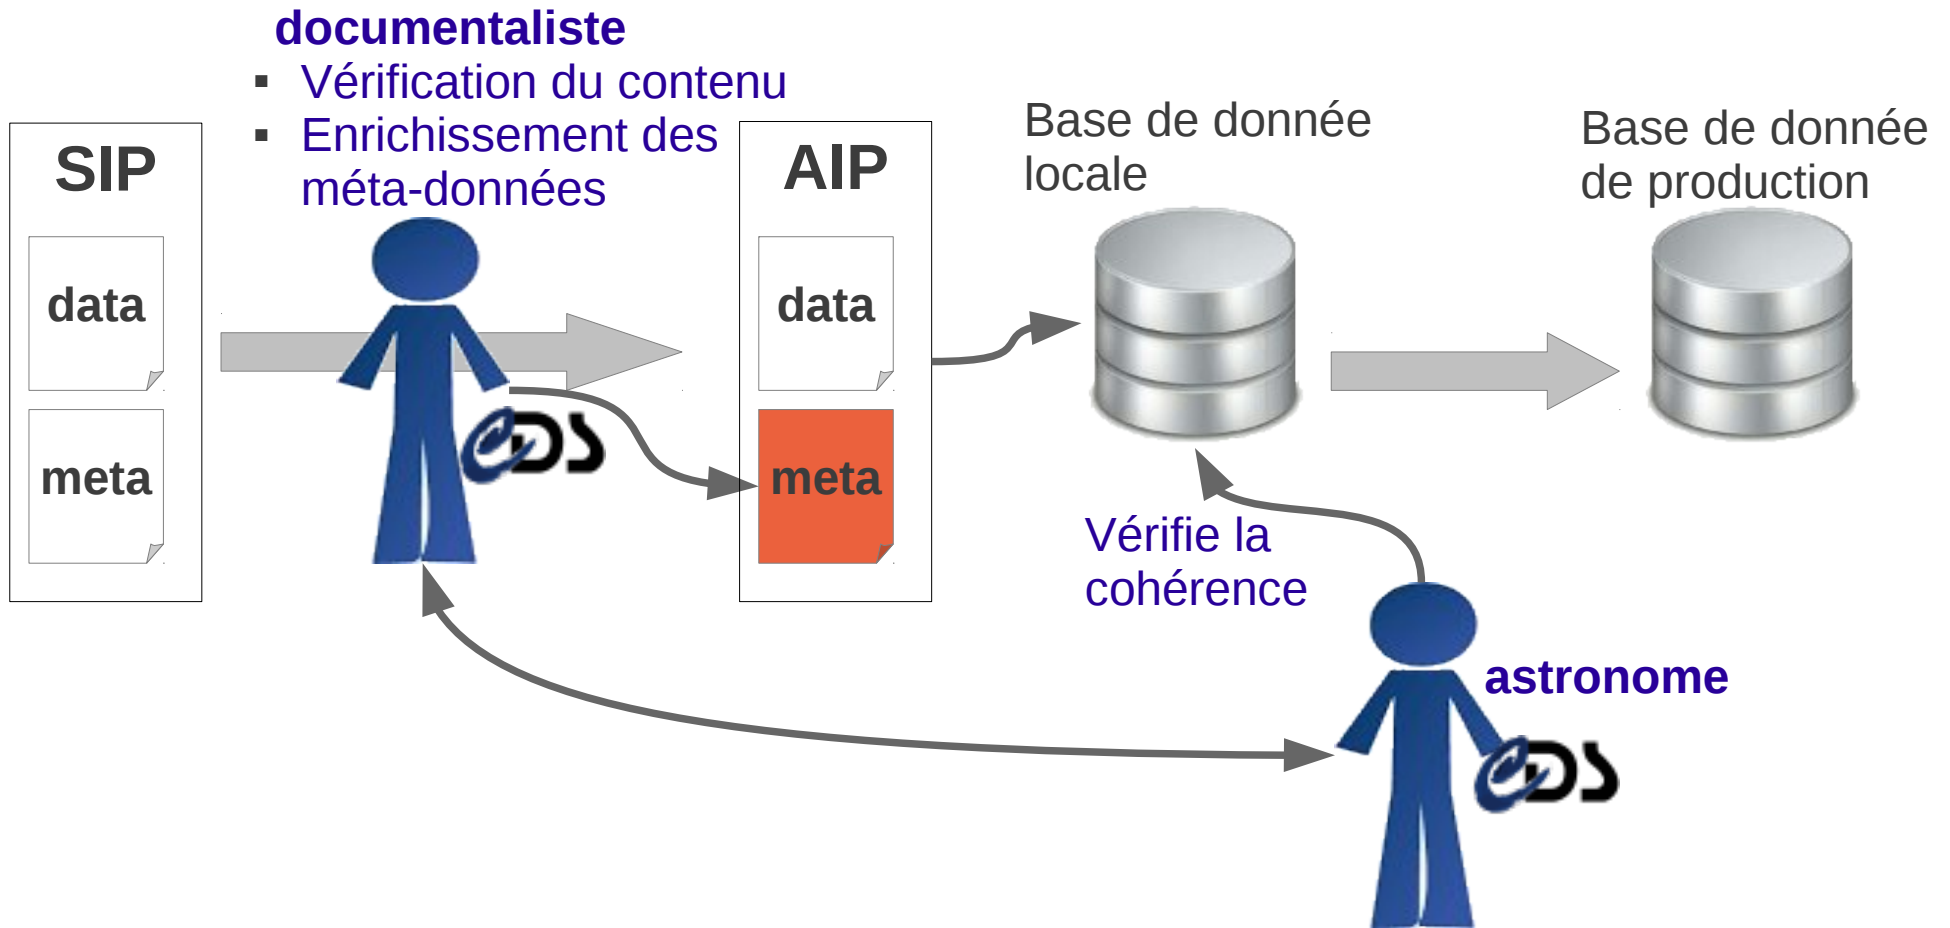 documentaliste
▪ Vérification du contenu
▪ Enrichissement des
méta-données
SIP
data
meta
CDS
AIP
data
meta
Base de donnée
locale
Base de donnée
de production
Vérifie la
cohérence
astronome
CDS